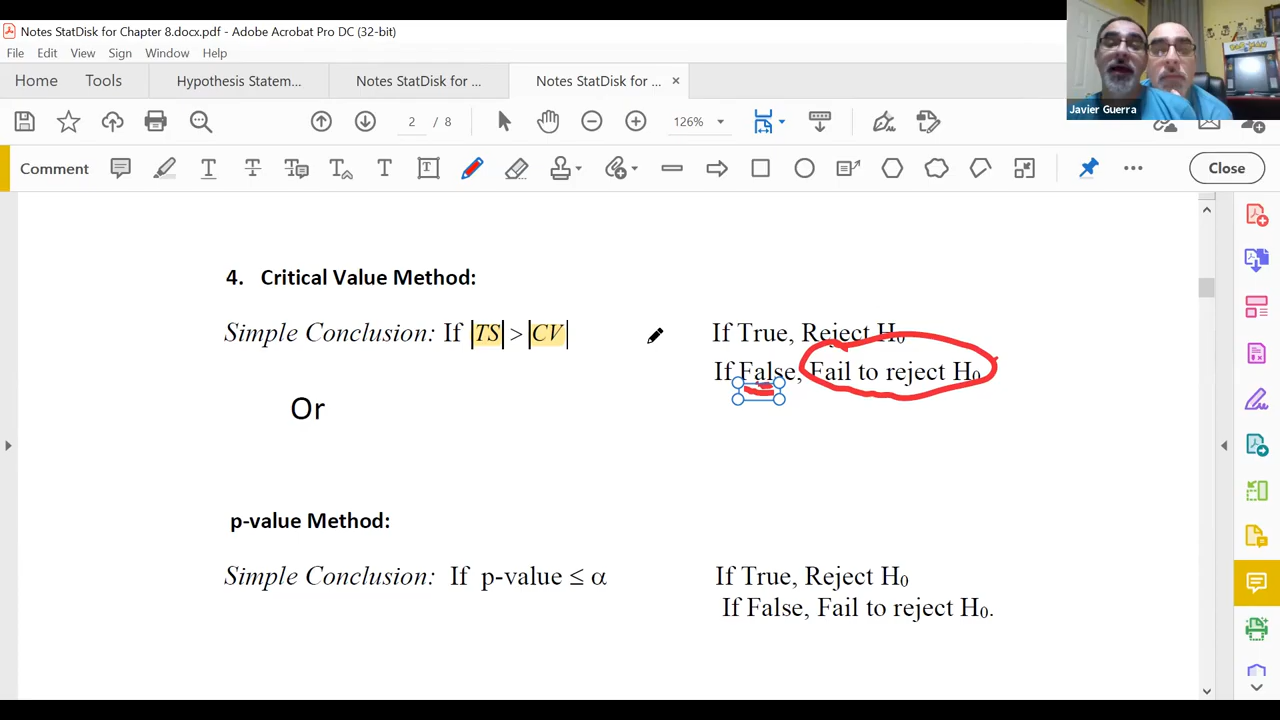 Notes StatDisk for Chapter 8.docx.pdf - Adobe Acrobat Pro DC (32-bit)
File Edit View Sign Window Help
Home Tools Hypothesis Statem... Notes StatDisk for ... Notes StatDisk for ... ×
Javier Guerra
2 / 8 126%
Comment Close
4. Critical Value Method:
Simple Conclusion: If |TS| > |CV| If True, Reject H₀
If False, Fail to reject H₀
Or
p-value Method:
Simple Conclusion: If p-value ≤ α If True, Reject H₀
If False, Fail to reject H₀.